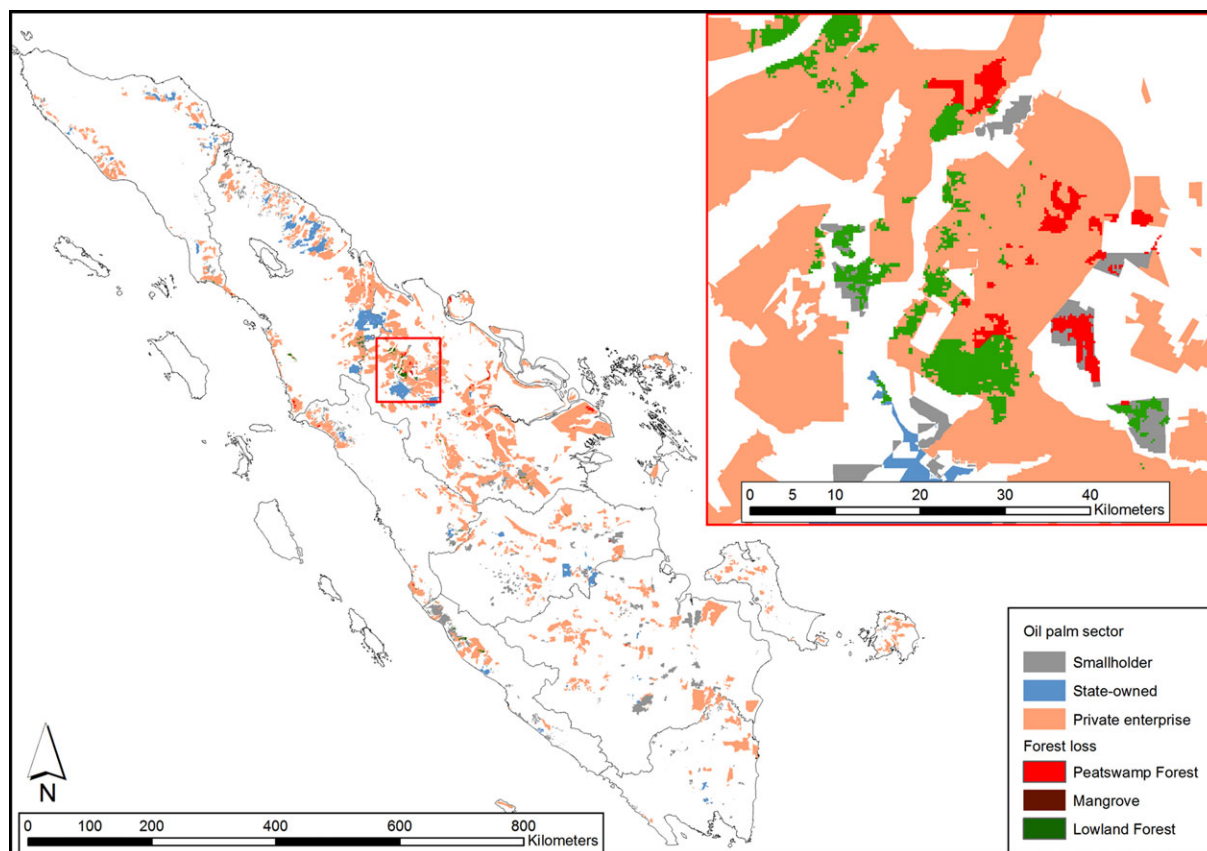 0 5 10 20 30 40
Kilometers
Oil palm sector
Smallholder
State-owned
Private enterprise
Forest loss
Peatswamp Forest
Mangrove
Lowland Forest
N
0 100 200 400 600 800
Kilometers